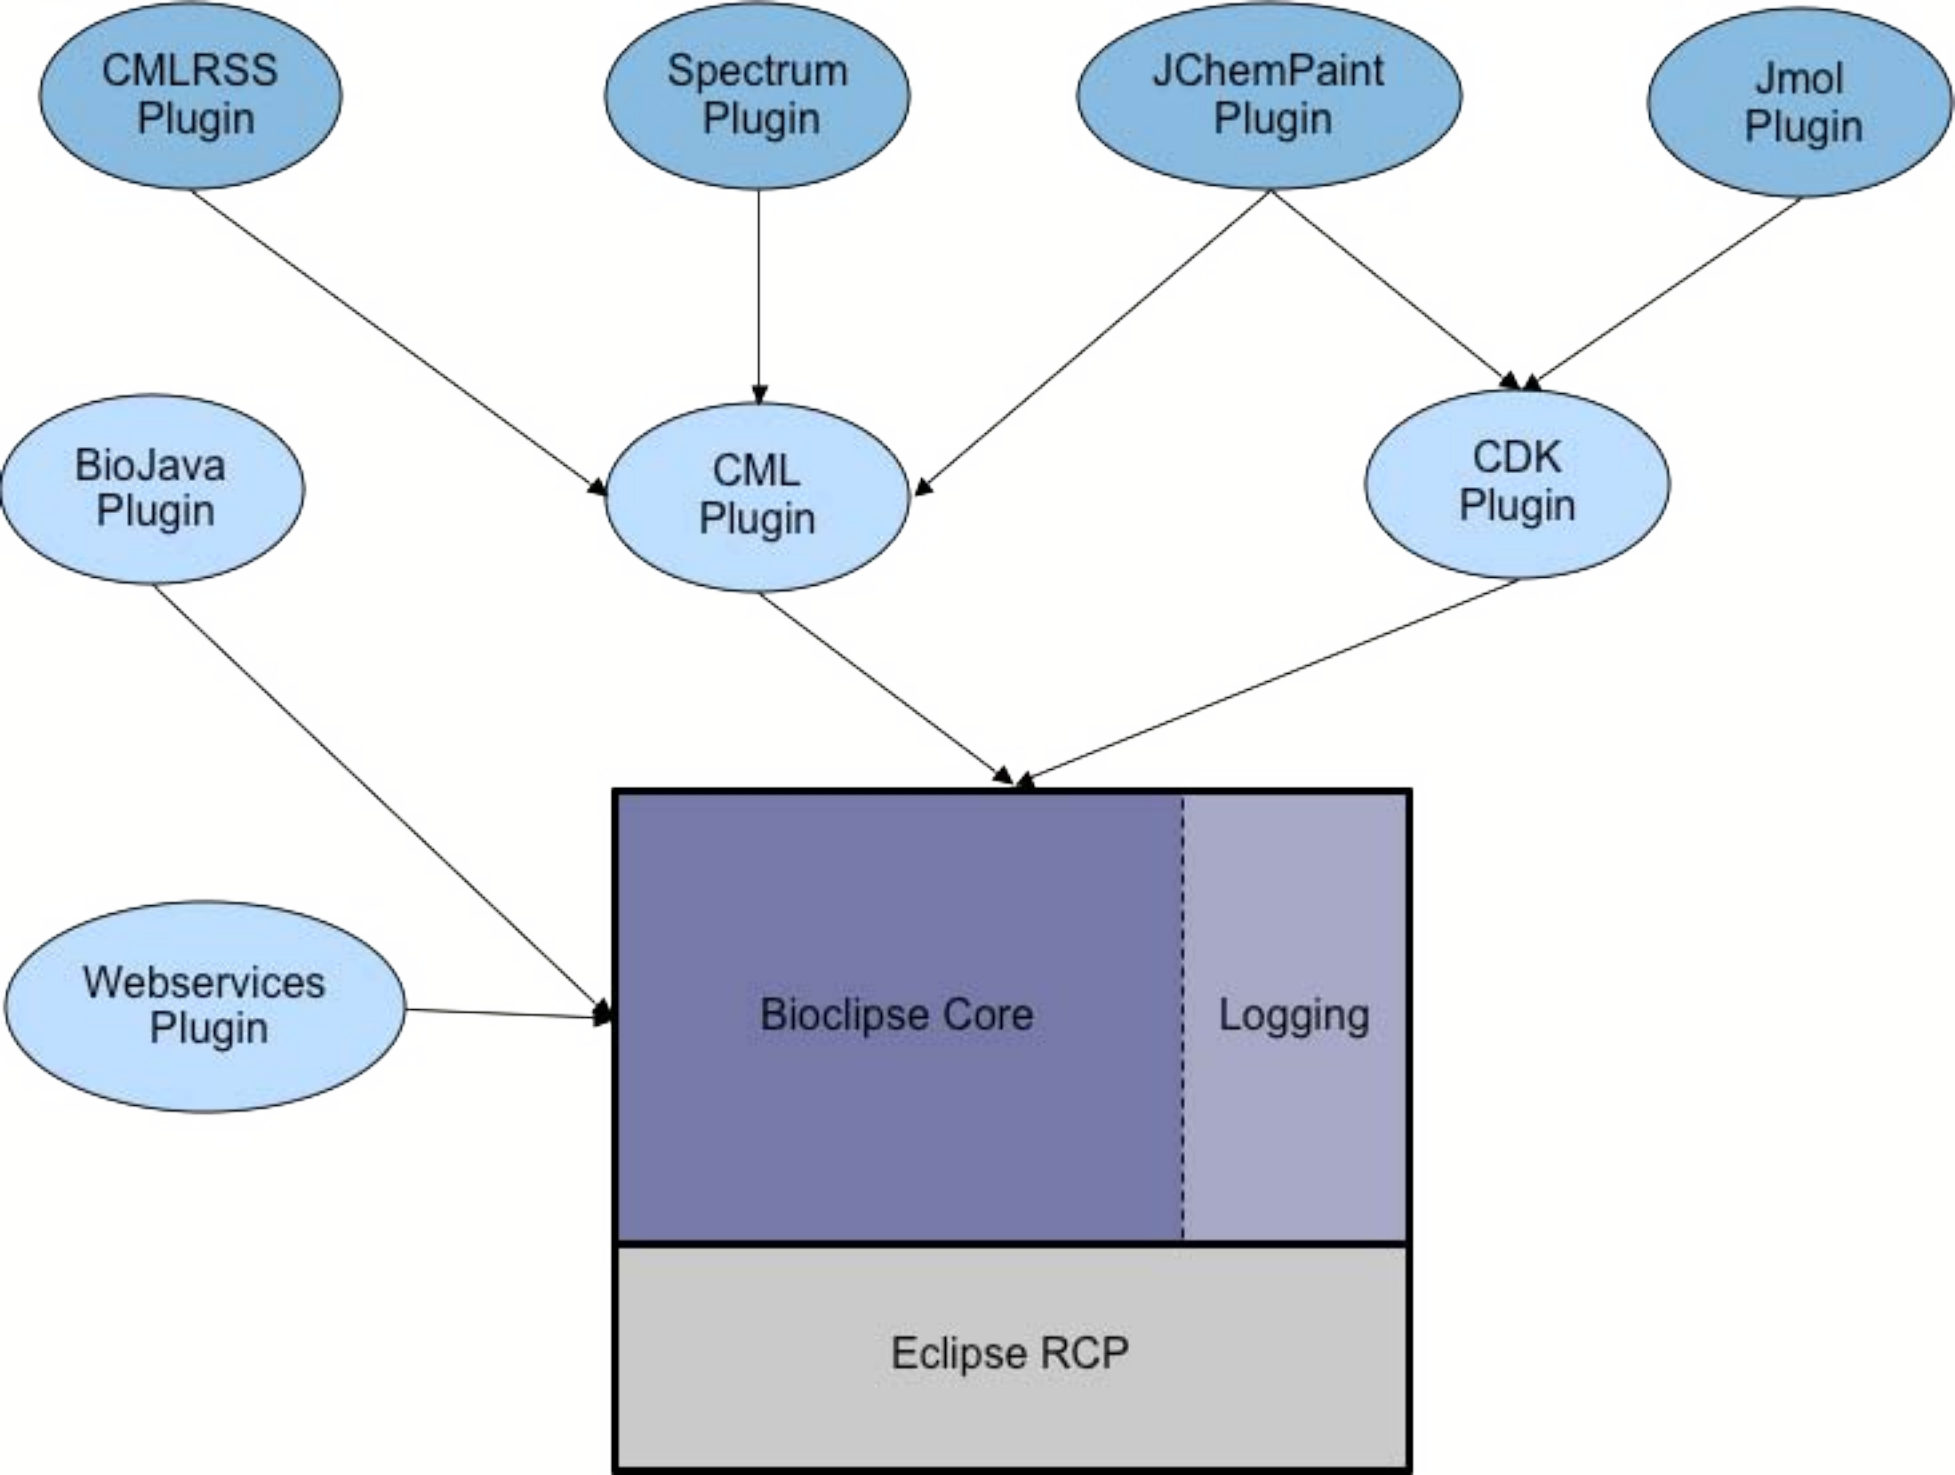 CMLRSS
Plugin
Spectrum
Plugin
JChemPaint
Plugin
Jmol
Plugin
BioJava
Plugin
CML
Plugin
CDK
Plugin
Webservices
Plugin
Bioclipse Core
Logging
Eclipse RCP